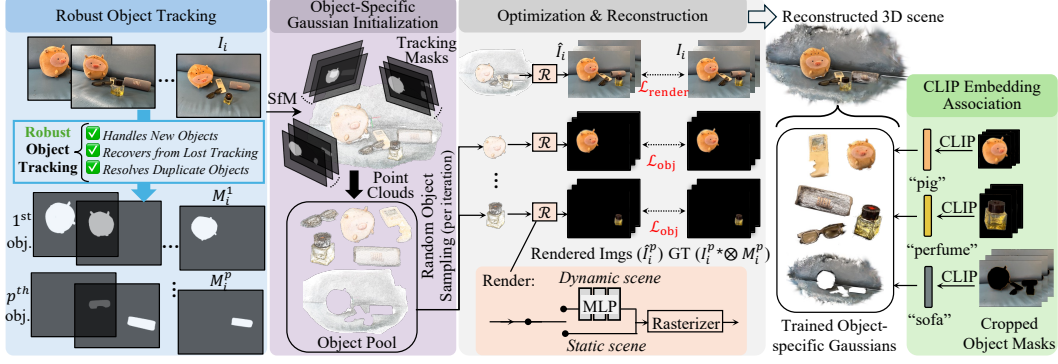 Robust Object Tracking
I_i
SfM
Robust Object Tracking
✅ Handles New Objects
✅ Recovers from Lost Tracking
✅ Resolves Duplicate Objects
M_i^1
1^st obj.
M_i^p
p^th obj.
Object-Specific
Gaussian Initialization
Tracking
Masks
Point
Clouds
Object Pool
Random Object
Sampling (per iteration)
Optimization & Reconstruction
Î_i
I_i
R
L_render
R
L_obj
R
L_obj
Rendered Imgs (Î_i^p) GT (I_i^p *⊗ M_i^p)
Render:
Dynamic scene
MLP
Rasterizer
Static scene
Reconstructed 3D scene
Trained Object-
specific Gaussians
CLIP Embedding
Association
CLIP
“pig”
CLIP
“perfume”
CLIP
“sofa”
Cropped
Object Masks